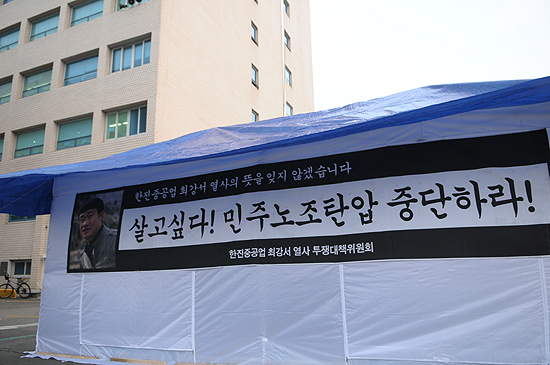 한진중공업 최강서 열사의 뜻을 잊지 않겠습니다
살고싶다! 민주노조탄압 중단하라!
한진중공업 최강서 열사 투쟁대책위원회